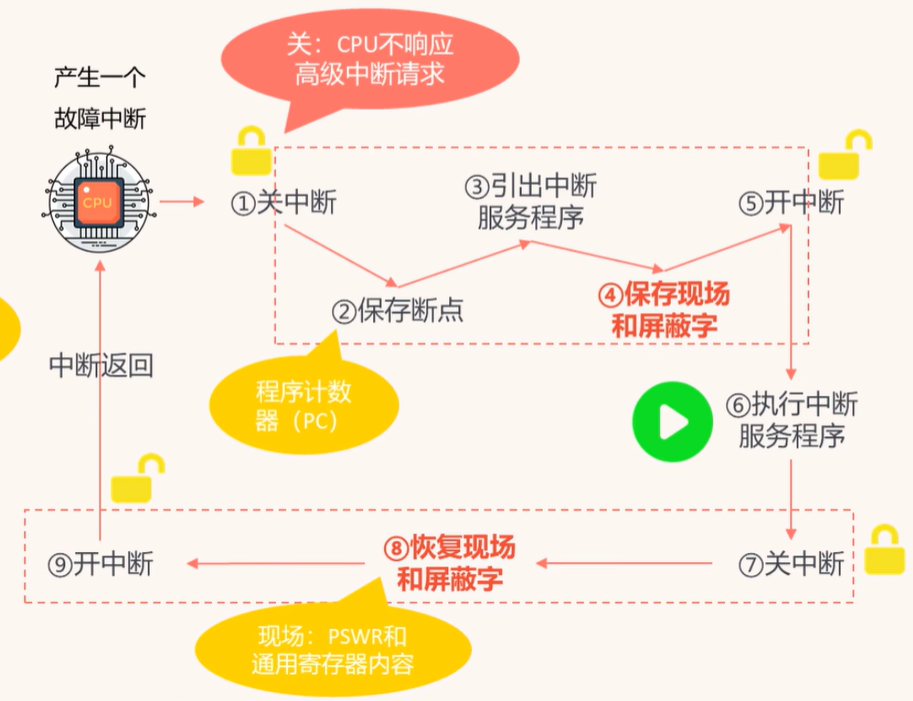 关：CPU不响应
高级中断请求
产生一个
故障中断
CPU
①关中断
③引出中断
服务程序
⑤开中断
②保存断点
④保存现场
和屏蔽字
中断返回
程序计数
器（PC）
⑥执行中断
服务程序
⑨开中断
⑧恢复现场
和屏蔽字
⑦关中断
现场：PSWR和
通用寄存器内容